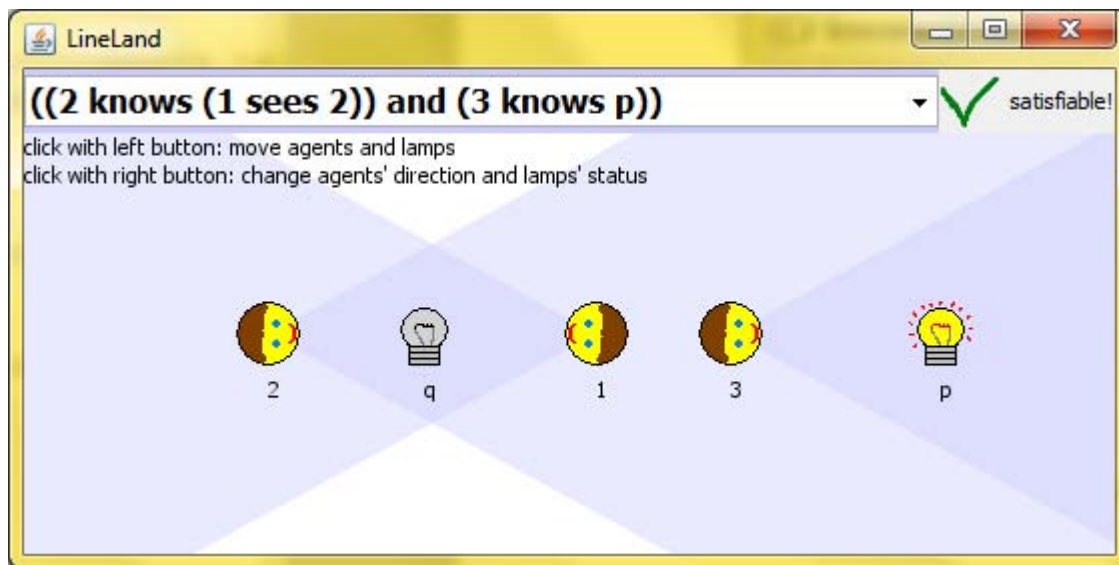 LineLand
((2 knows (1 sees 2)) and (3 knows p))
satisfiable!
click with left button: move agents and lamps
click with right button: change agents' direction and lamps' status
2 q 1 3 p